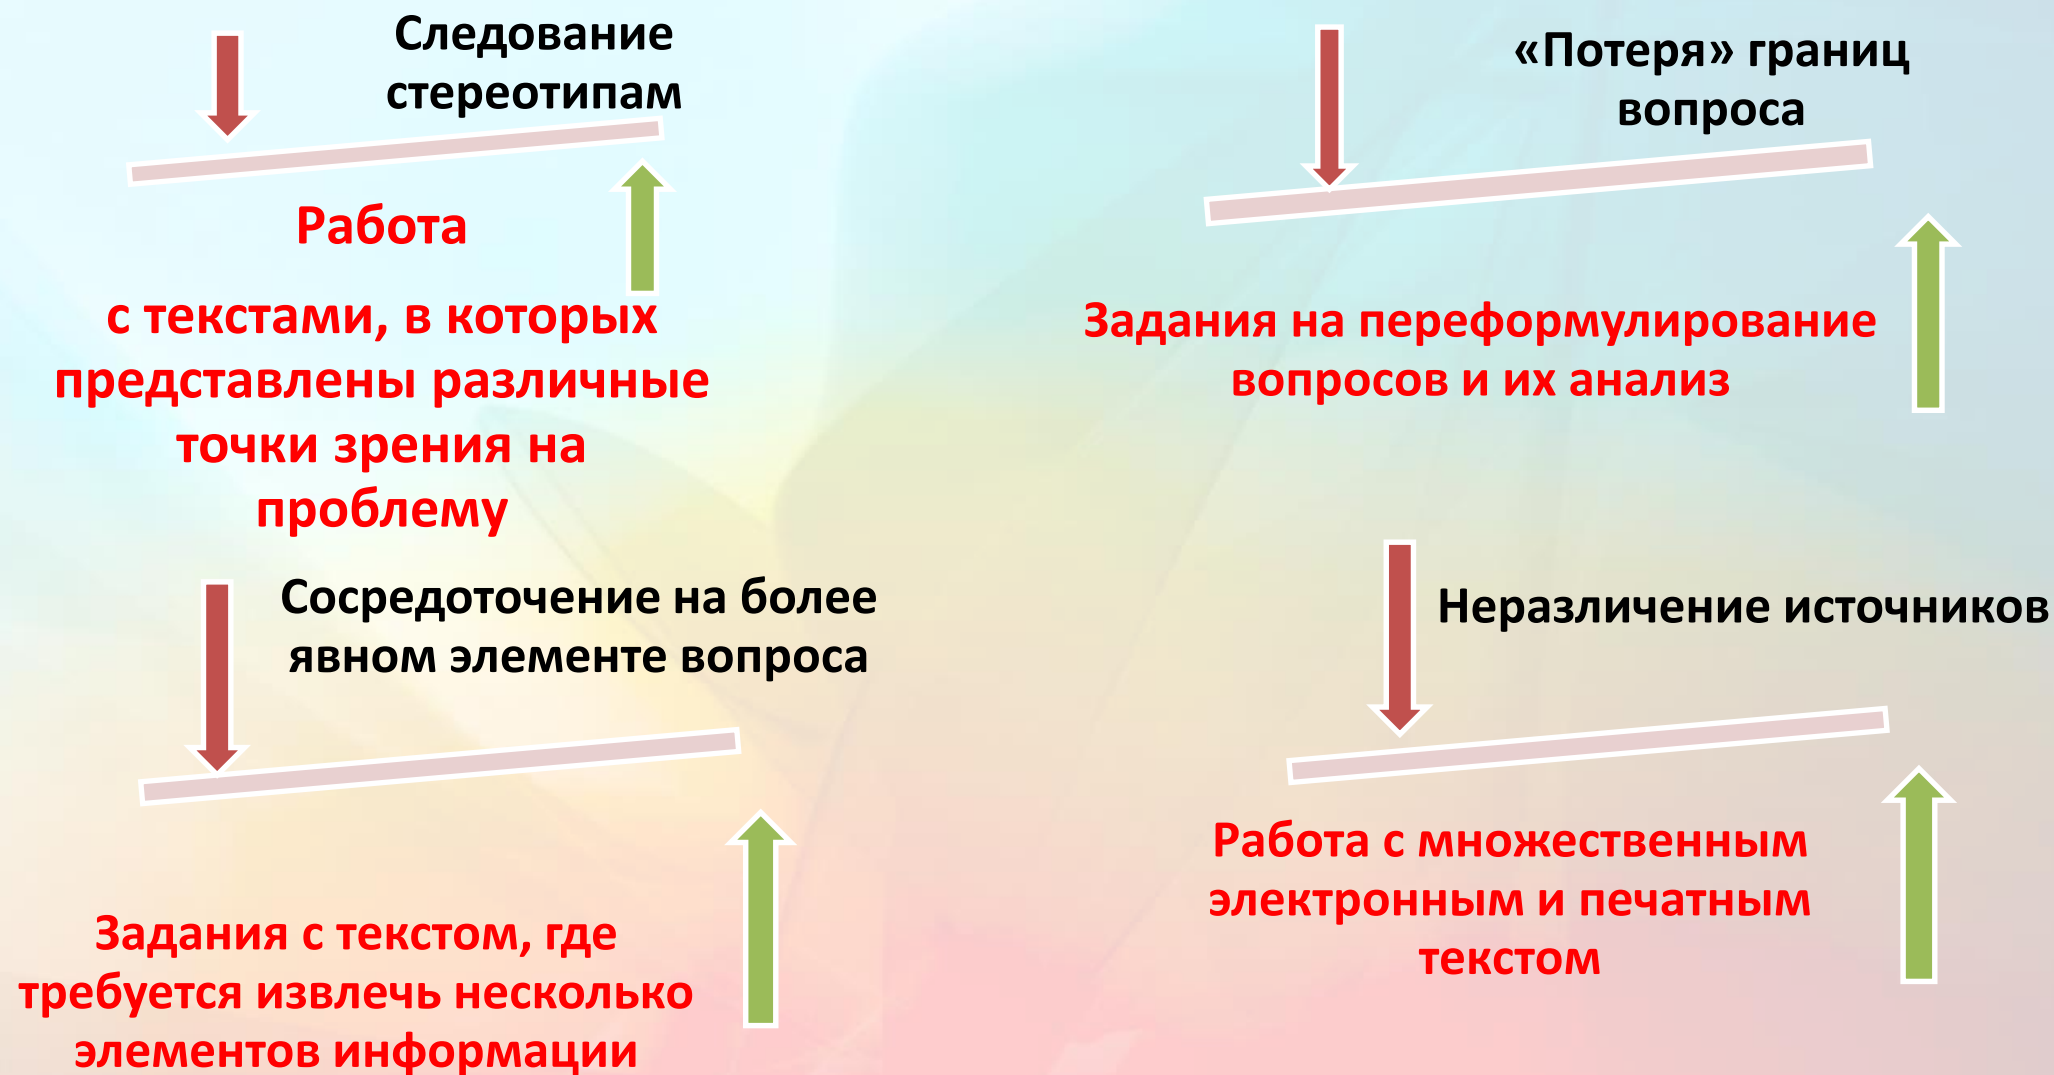 Следование
стереотипам
Работа
с текстами, в которых
представлены различные
точки зрения на
проблему
«Потеря» границ
вопроса
Задания на переформулирование
вопросов и их анализ
Сосредоточение на более
явном элементе вопроса
Задания с текстом, где
требуется извлечь несколько
элементов информации
Неразличение источников
Работа с множественным
электронным и печатным
текстом